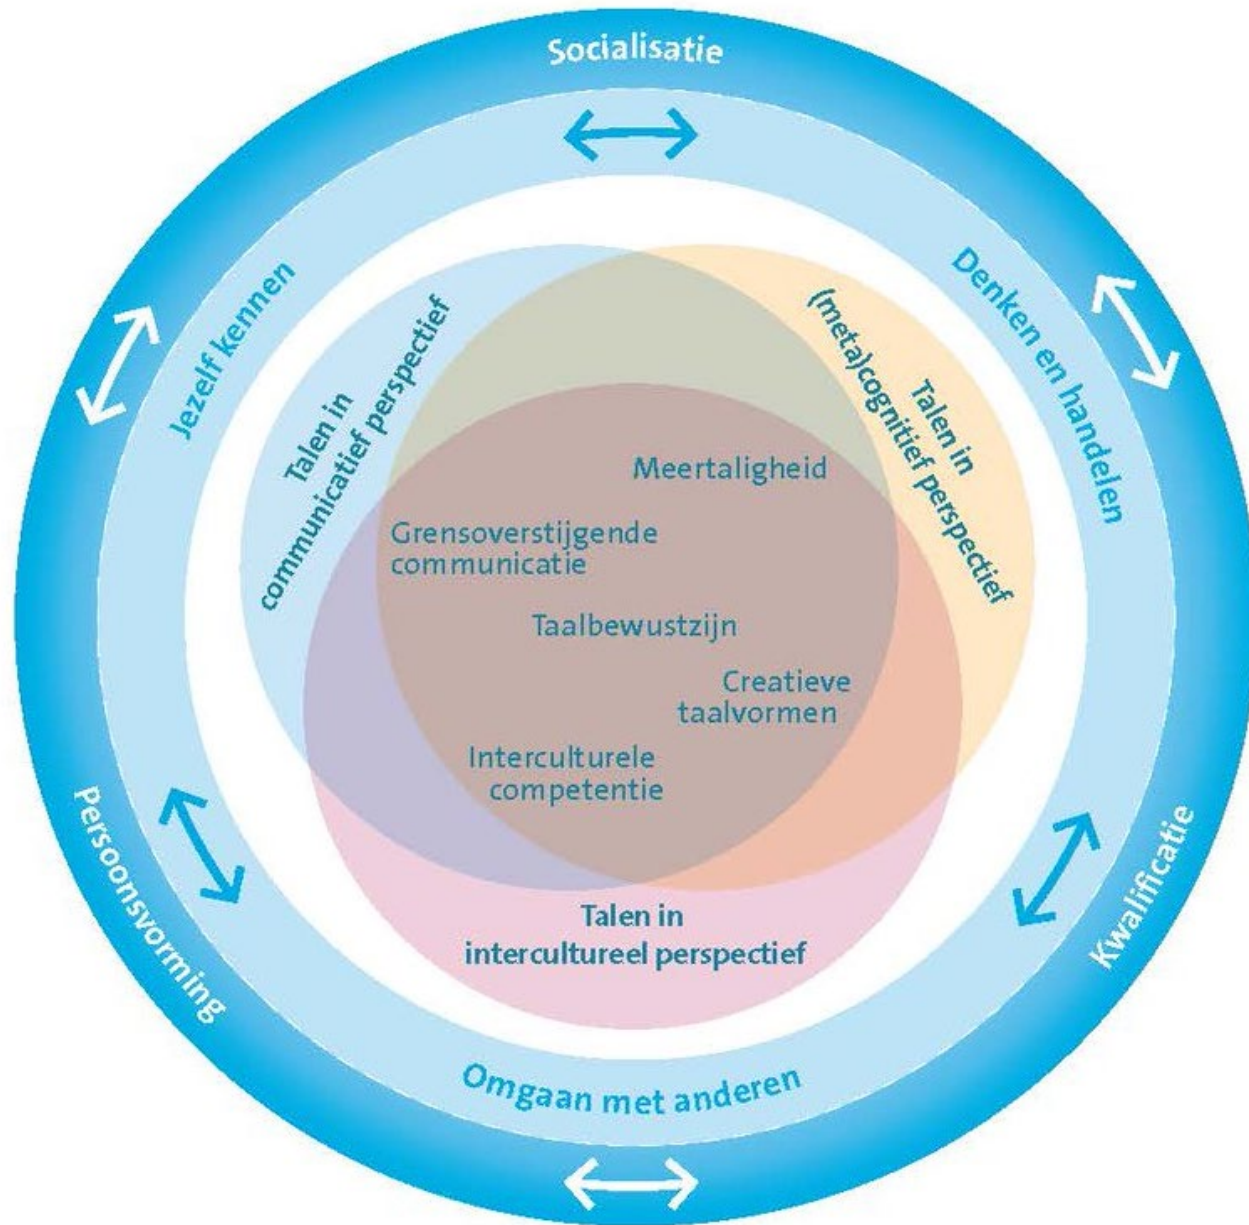 Socialisatie
Jezelf kennen
Denken en handelen
Talen in
communicatief perspectief
Talen in
(meta)cognitief perspectief
Meertaligheid
Grensoverstijgende
communicatie
Taalbewustzijn
Creatieve
taalvormen
Interculturele
competentie
Talen in
intercultureel perspectief
Persoonsvorming
Kwalificatie
Omgaan met anderen